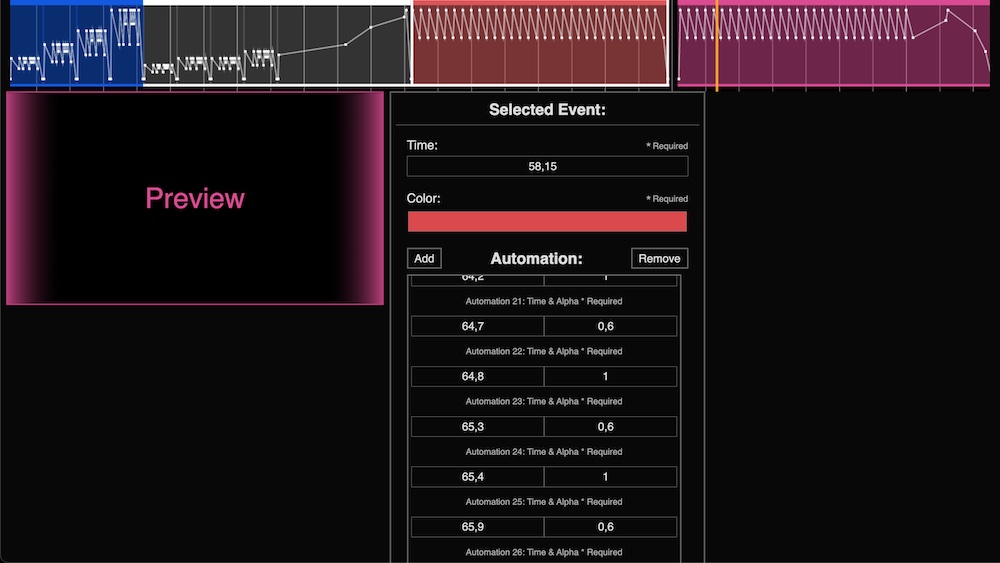 Preview
Selected Event:
Time:
* Required
58,15
Color:
* Required
Add
Automation:
Remove
64,2 1
Automation 21: Time & Alpha * Required
64,7 0,6
Automation 22: Time & Alpha * Required
64,8 1
Automation 23: Time & Alpha * Required
65,3 0,6
Automation 24: Time & Alpha * Required
65,4 1
Automation 25: Time & Alpha * Required
65,9 0,6
Automation 26: Time & Alpha * Required